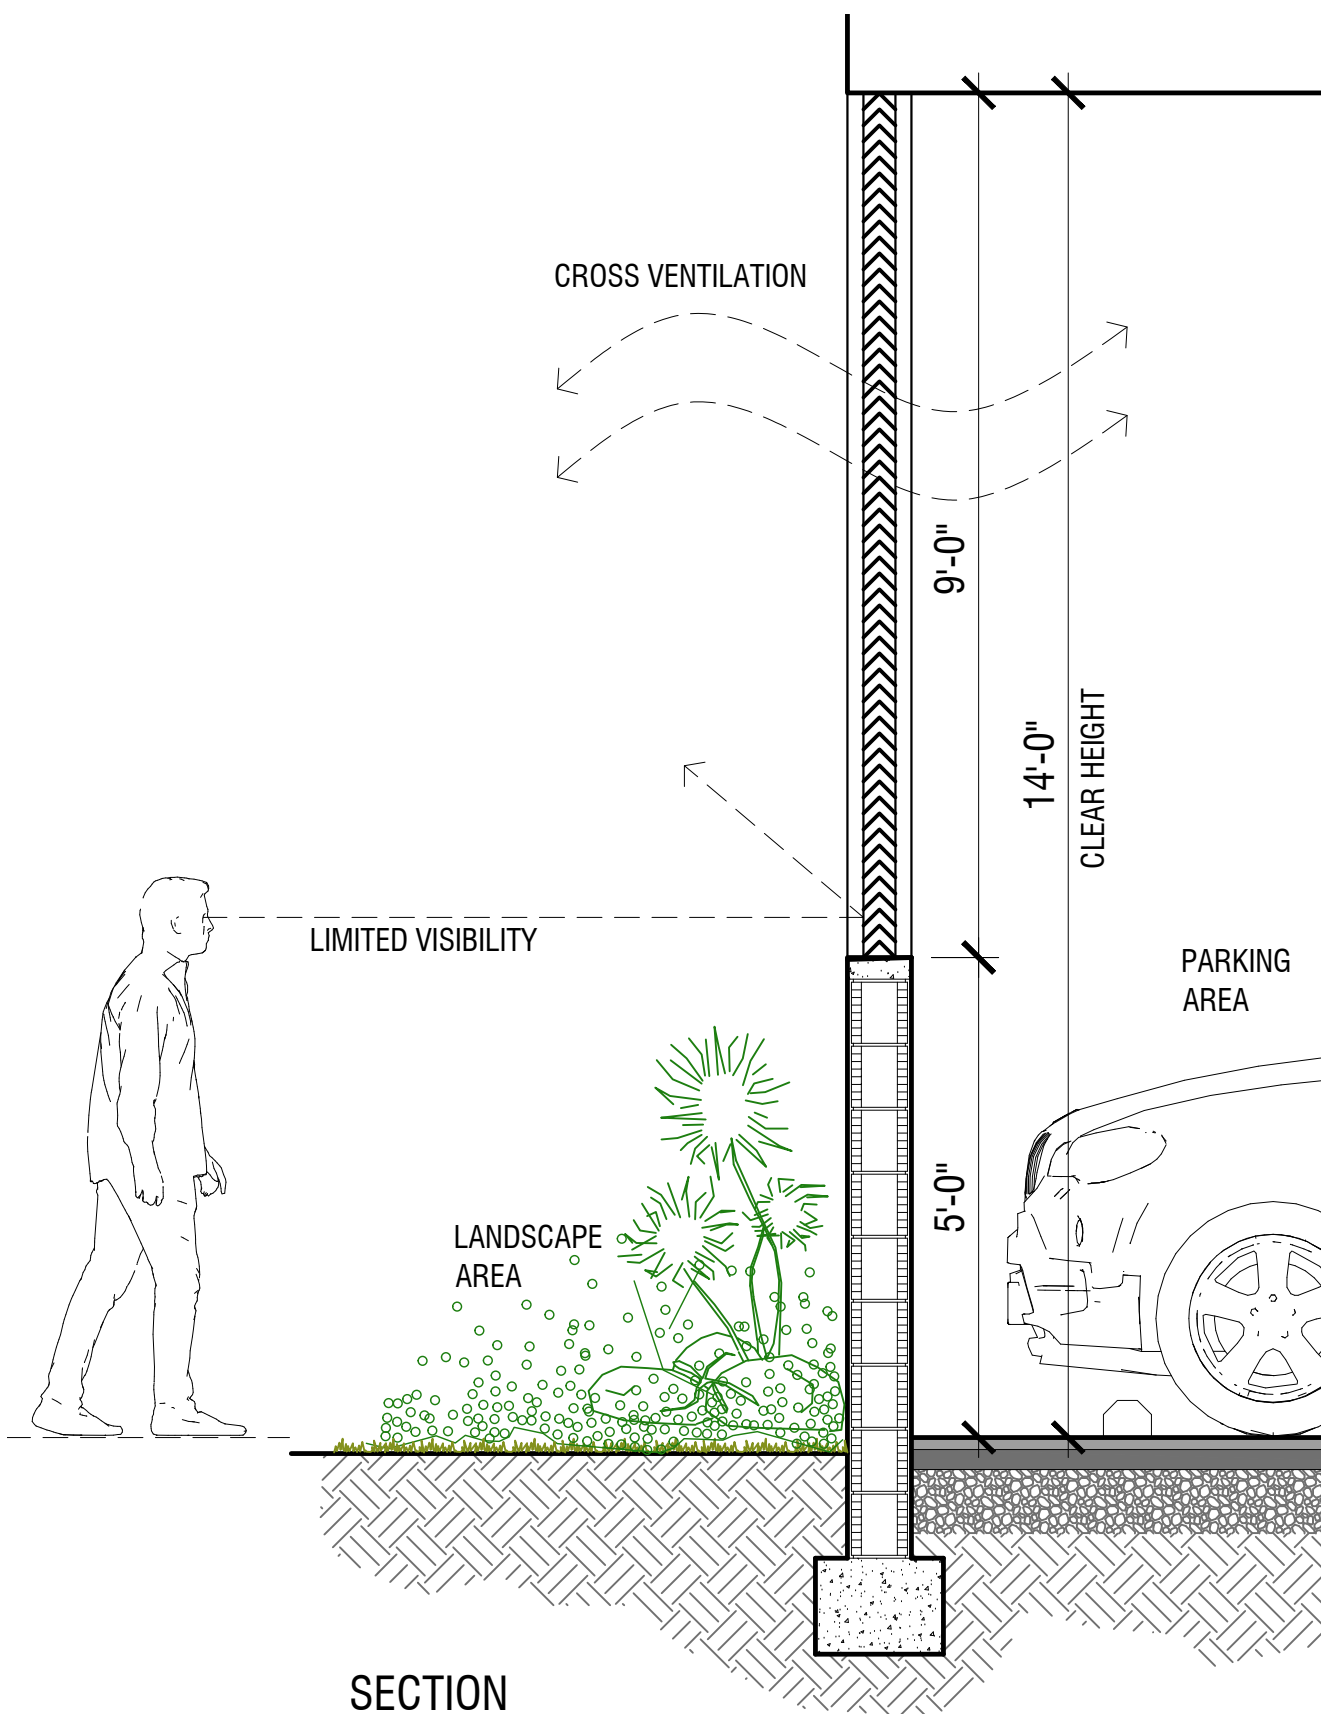 CROSS VENTILATION
9'-0"
14'-0"
CLEAR HEIGHT
LIMITED VISIBILITY
PARKING
AREA
5'-0"
LANDSCAPE
AREA
SECTION